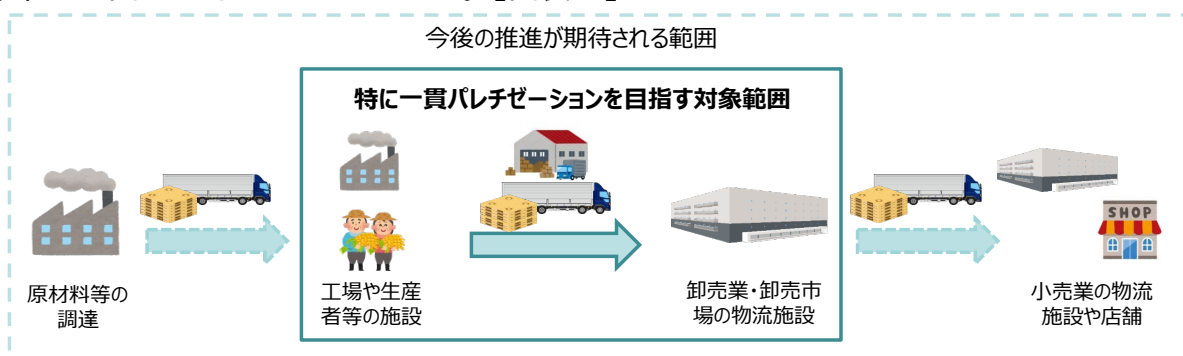 今後の推進が期待される範囲
特に一貫パレチゼーションを目指す対象範囲
SHOP
原材料等の
調達
工場や生産
者等の施設
卸売業・卸売市
場の物流施設
小売業の物流
施設や店舗